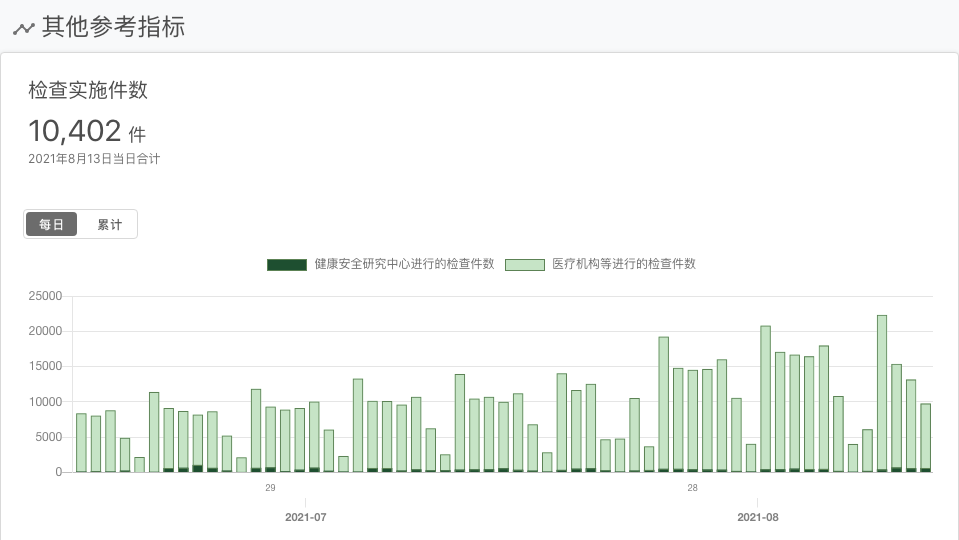 其他参考指标
检查实施件数
10,402 件
2021年8月13日当日合计
每日 累计
健康安全研究中心进行的检查件数 医疗机构等进行的检查件数
25000
20000
15000
10000
5000
0
29 28
2021-07 2021-08